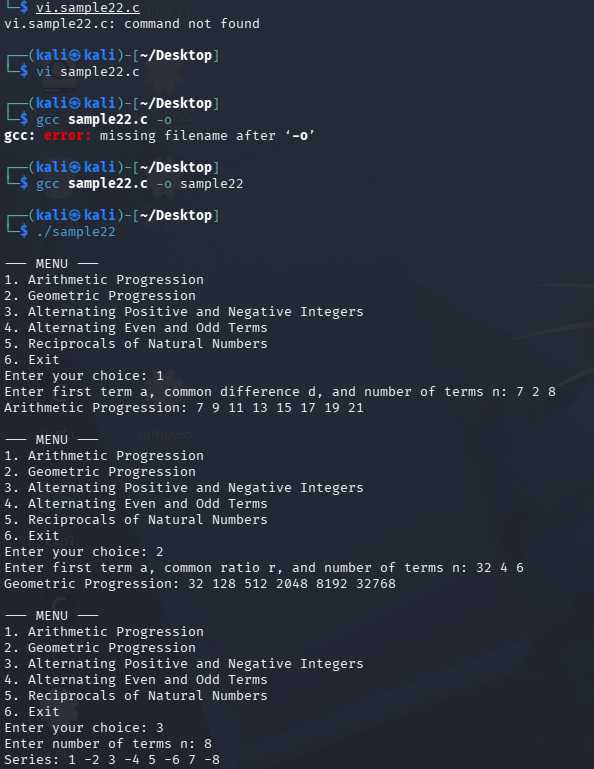 └─$ vi.sample22.c
vi.sample22.c: command not found
┌──(kali㉿kali)-[~/Desktop]
└─$ vi sample22.c
┌──(kali㉿kali)-[~/Desktop]
└─$ gcc sample22.c -o
gcc: error: missing filename after ‘-o’
┌──(kali㉿kali)-[~/Desktop]
└─$ gcc sample22.c -o sample22
┌──(kali㉿kali)-[~/Desktop]
└─$ ./sample22
--- MENU ---
1. Arithmetic Progression
2. Geometric Progression
3. Alternating Positive and Negative Integers
4. Alternating Even and Odd Terms
5. Reciprocals of Natural Numbers
6. Exit
Enter your choice: 1
Enter first term a, common difference d, and number of terms n: 7 2 8
Arithmetic Progression: 7 9 11 13 15 17 19 21
--- MENU ---
1. Arithmetic Progression
2. Geometric Progression
3. Alternating Positive and Negative Integers
4. Alternating Even and Odd Terms
5. Reciprocals of Natural Numbers
6. Exit
Enter your choice: 2
Enter first term a, common ratio r, and number of terms n: 32 4 6
Geometric Progression: 32 128 512 2048 8192 32768
--- MENU ---
1. Arithmetic Progression
2. Geometric Progression
3. Alternating Positive and Negative Integers
4. Alternating Even and Odd Terms
5. Reciprocals of Natural Numbers
6. Exit
Enter your choice: 3
Enter number of terms n: 8
Series: 1 -2 3 -4 5 -6 7 -8